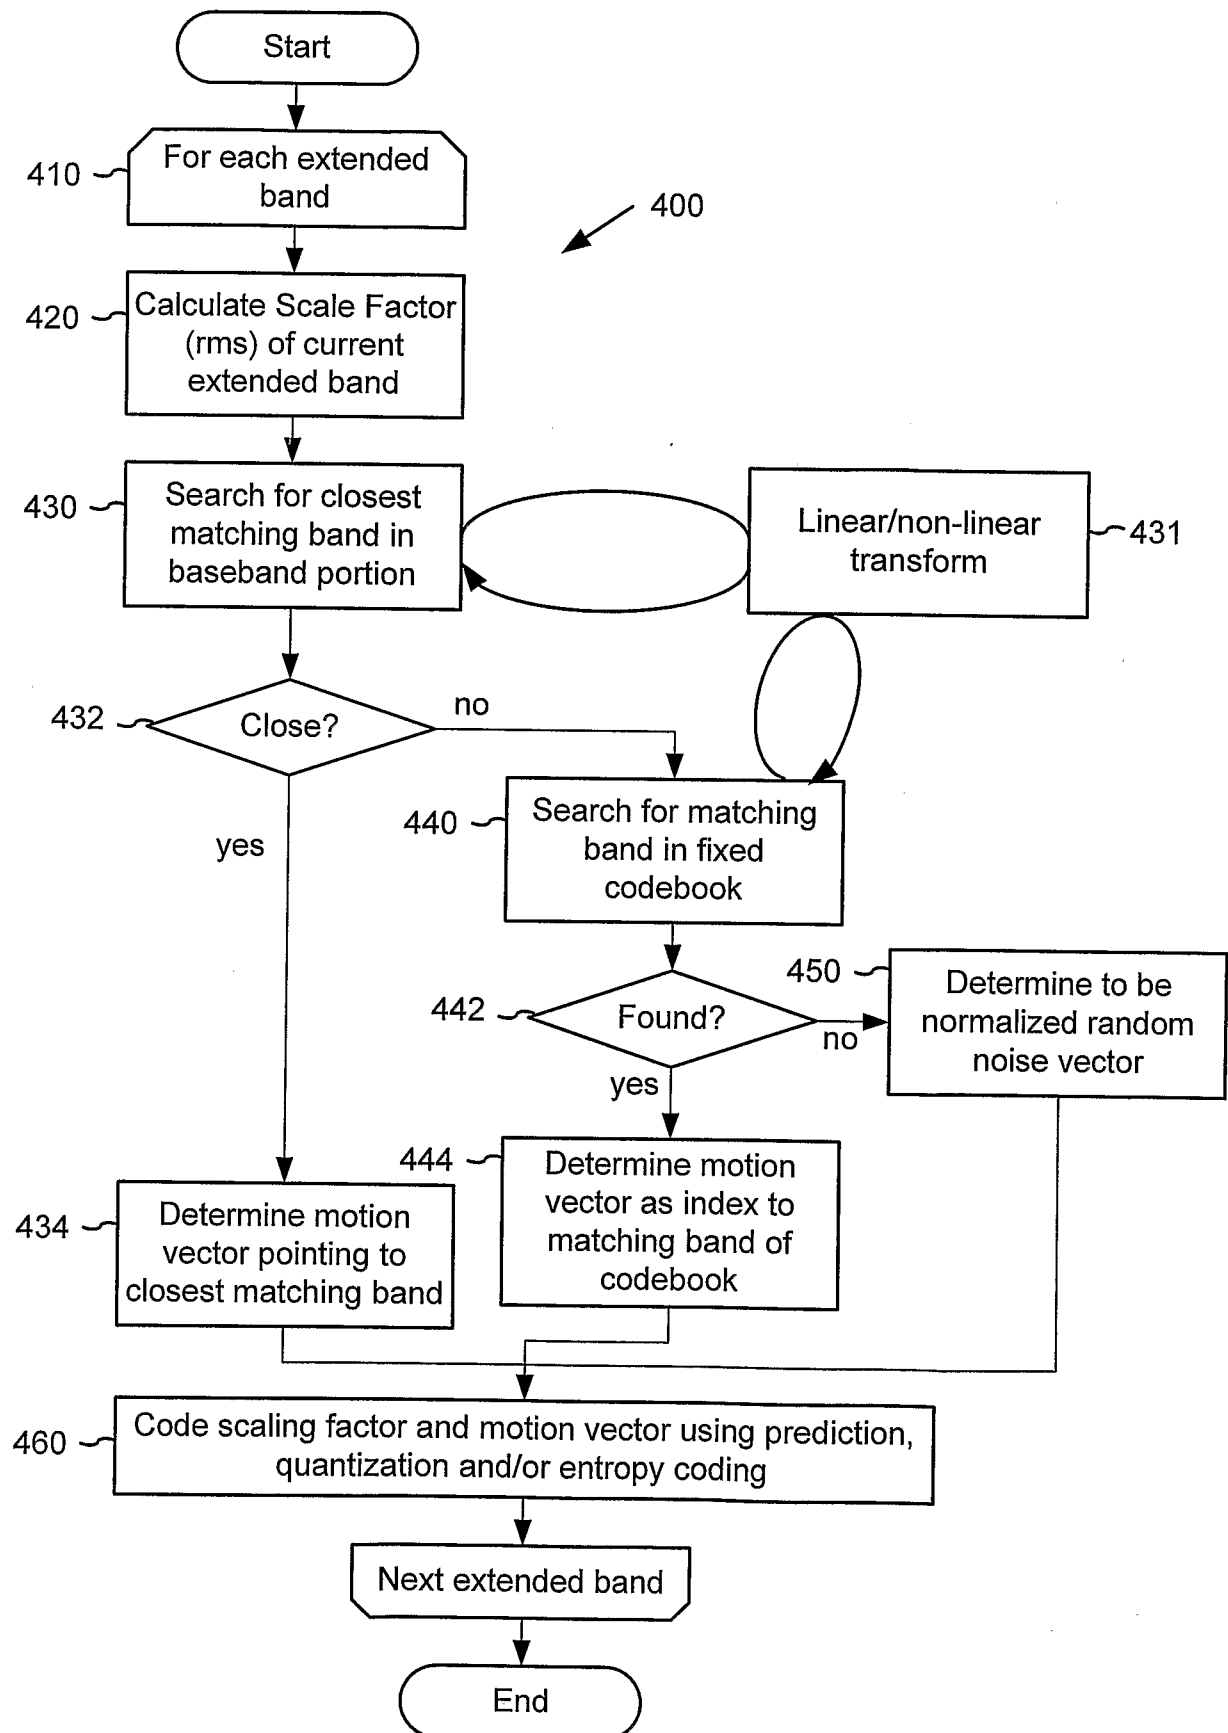 Start
410
For each extended
band
400
420
Calculate Scale Factor
(rms) of current
extended band
430
Search for closest
matching band in
baseband portion
Linear/non-linear
transform
431
432
Close?
no
yes
440
Search for matching
band in fixed
codebook
442
Found?
no
yes
450
Determine to be
normalized random
noise vector
444
Determine motion
vector as index to
matching band of
codebook
434
Determine motion
vector pointing to
closest matching band
460
Code scaling factor and motion vector using prediction,
quantization and/or entropy coding
Next extended band
End